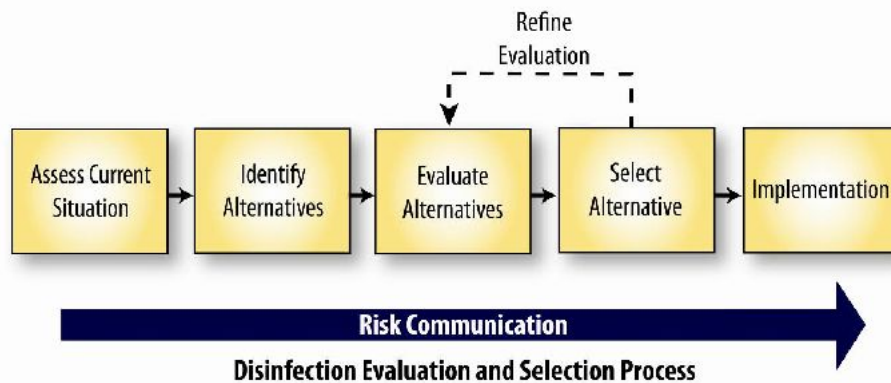 Refine
Evaluation
Assess Current
Situation
Identify
Alternatives
Evaluate
Alternatives
Select
Alternative
Implementation
Risk Communication
Disinfection Evaluation and Selection Process